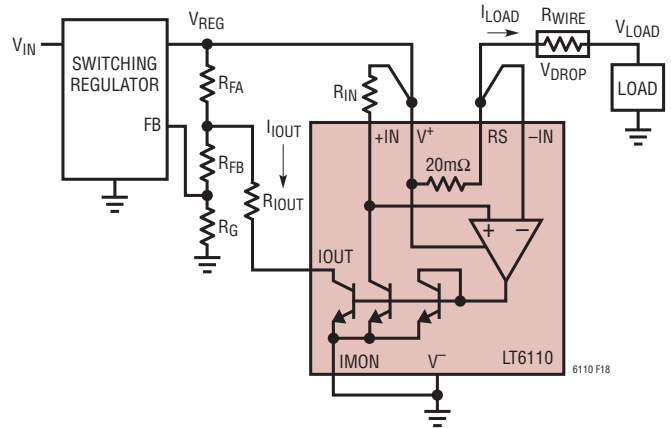 V_IN
SWITCHING
REGULATOR
FB
V_REG
R_FA
R_FB
R_G
I_IOUT
R_IOUT
R_IN
I_LOAD
R_WIRE
V_DROP
V_LOAD
LOAD
+IN
V+
RS
–IN
20mΩ
+
–
IOUT
IMON
V–
LT6110
6110 F18